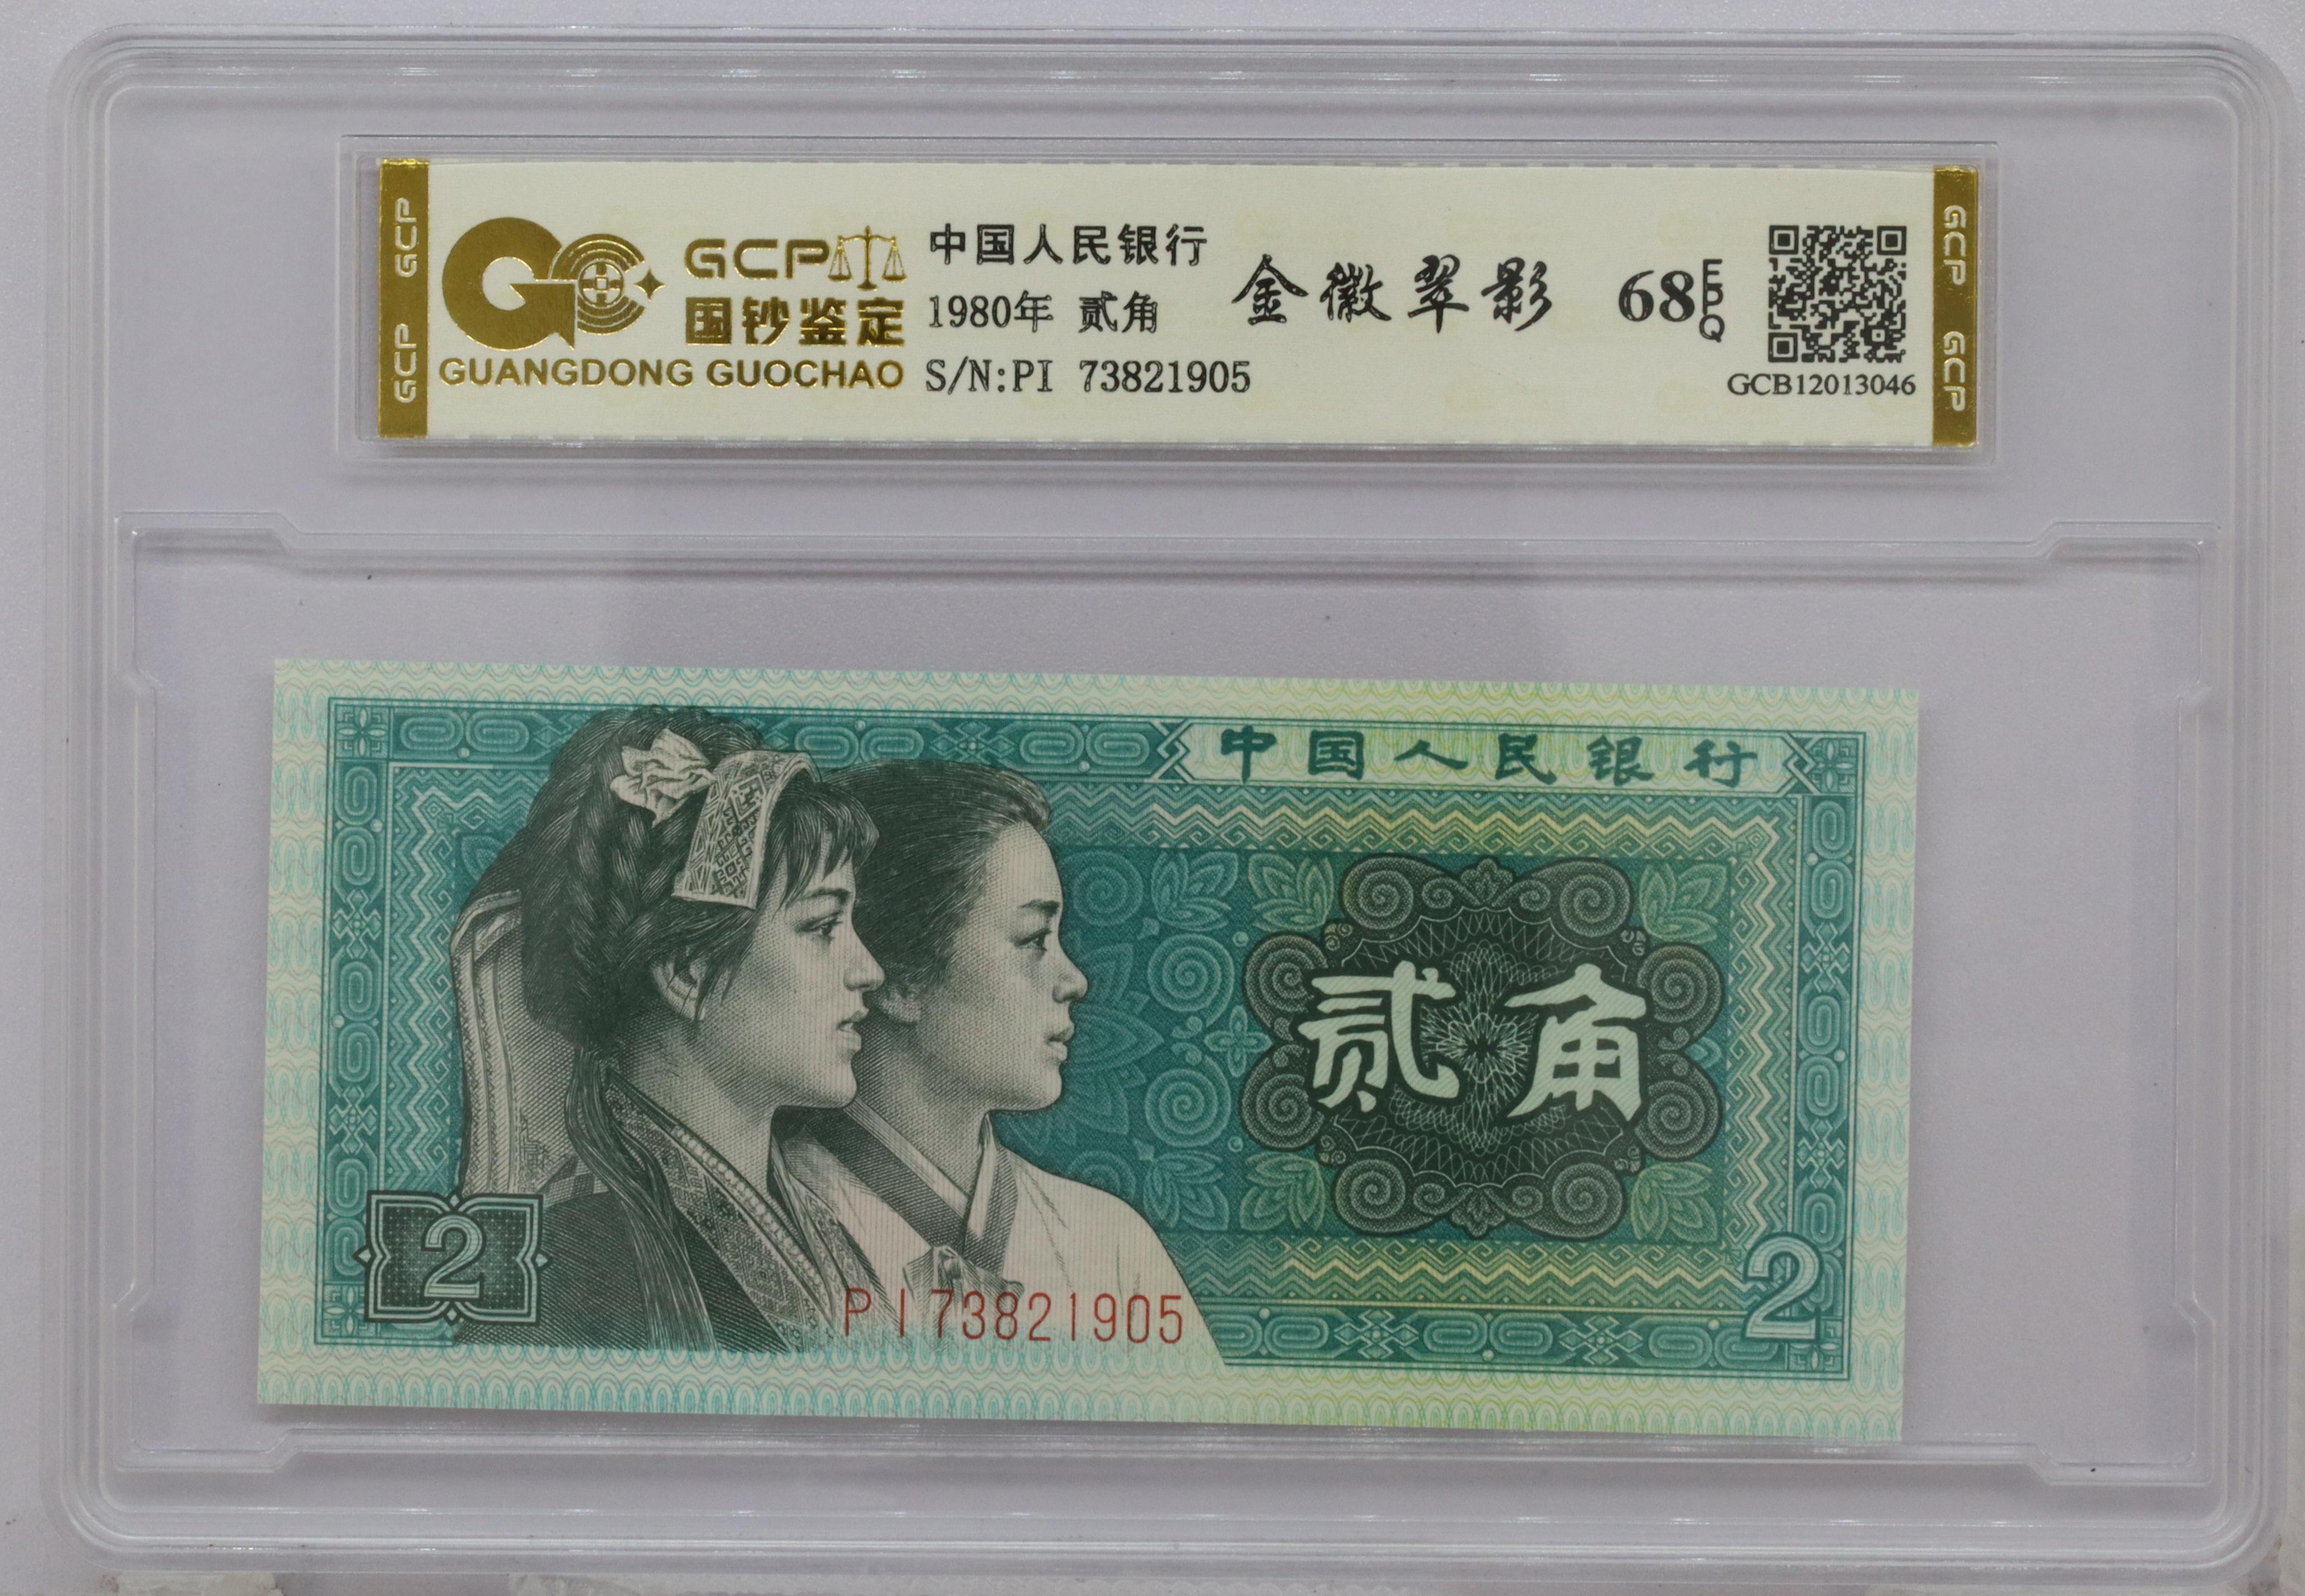 GCP GCP
GCP
国钞鉴定
GUANGDONG GUOCHAO
中国人民银行
1980年 贰角
S/N:PI 73821905
金徽翠影
68EPQ
GCB12013046
GCP GCP
中国人民银行
贰角
2
PI73821905
2